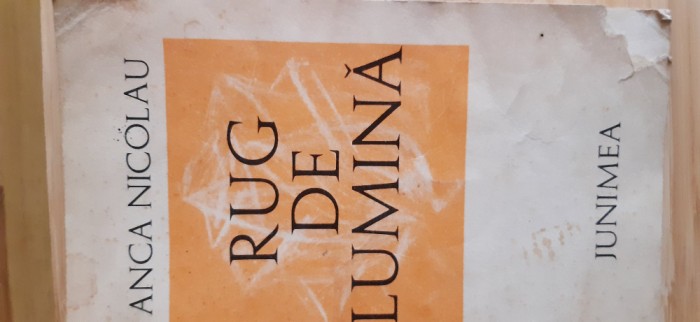 ANCA NICOLAU
RUG
DE
LUMINĂ
JUNIMEA